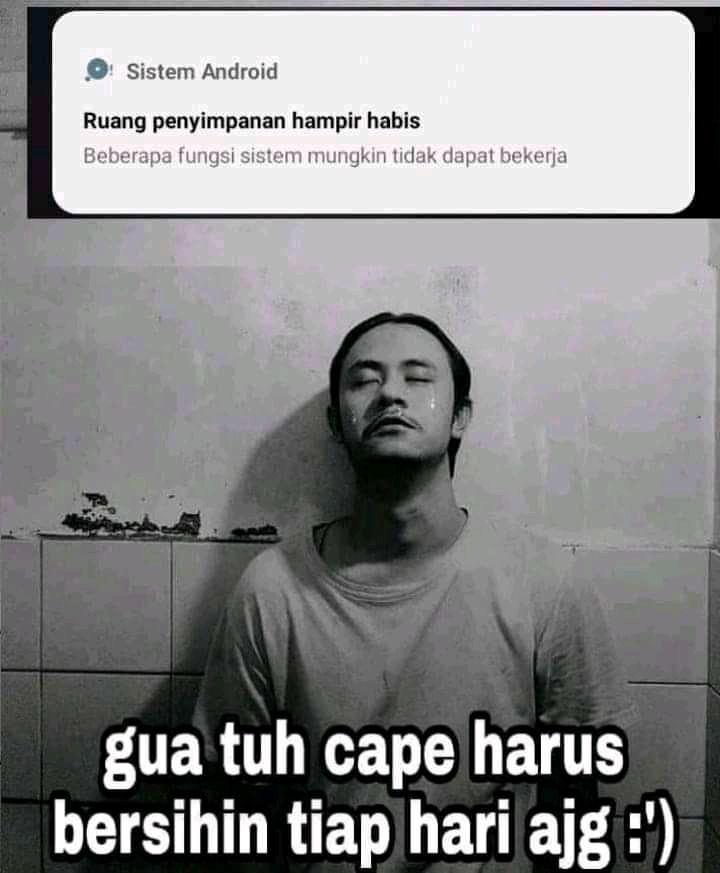 Sistem Android
Ruang penyimpanan hampir habis
Beberapa fungsi sistem mungkin tidak dapat bekerja
gua tuh cape harus
bersihin tiap hari ajg :')